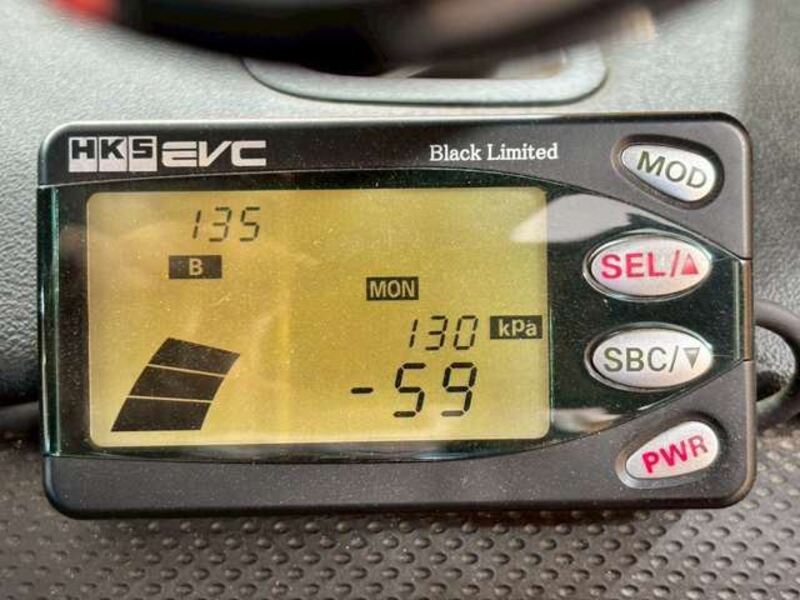 HKS EVC
Black Limited
MOD
135
B
SEL/▲
MON
130 kPa
-59
SBC/▼
PWR